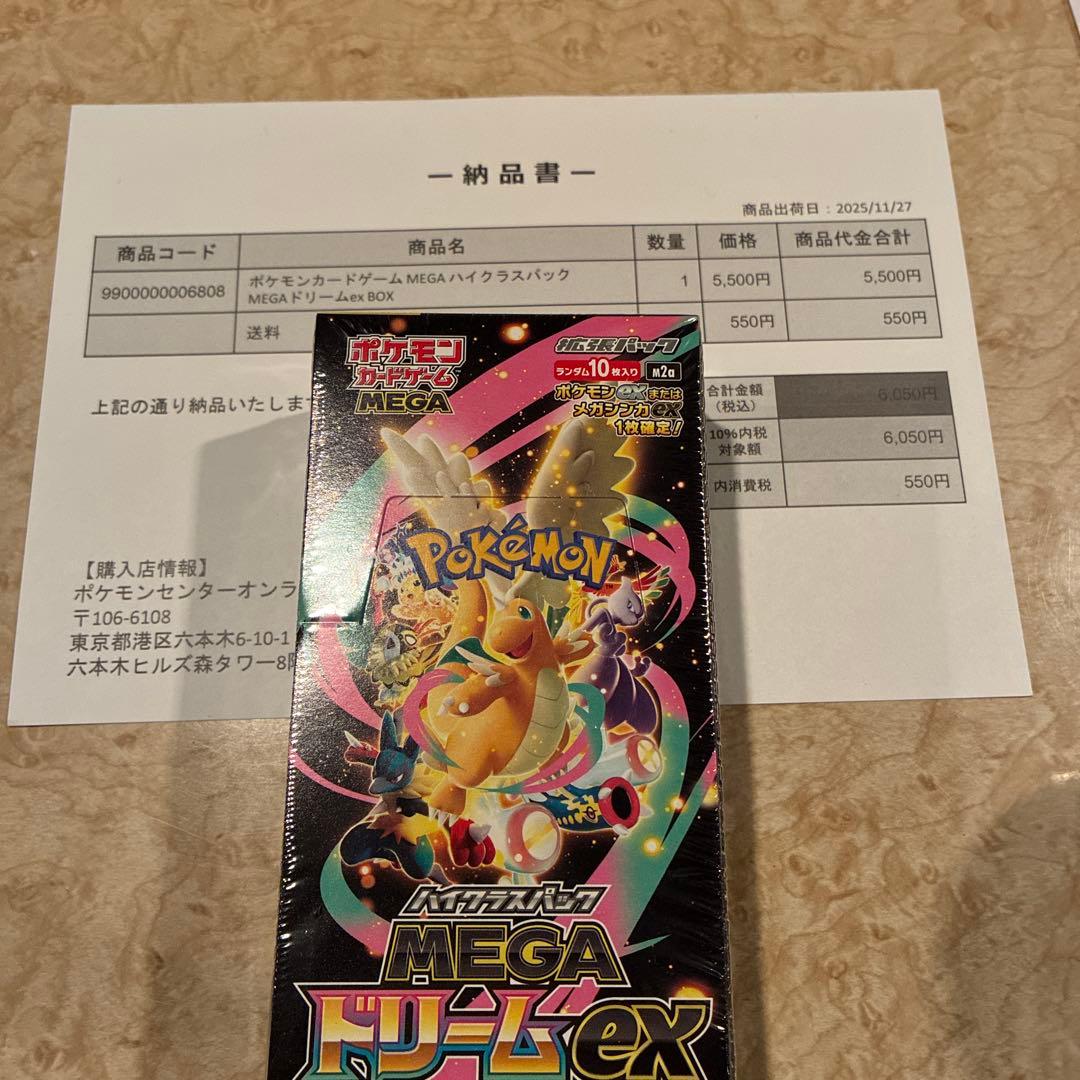 ー 納 品 書 ー
商品出荷日：2025/11/27
商品コード 商品名 数量 価格 商品代金合計
9900000006808 ポケモンカードゲーム MEGA ハイクラスパック 1 5,500円 5,500円
MEGAドリームex BOX
送料 550円 550円
上記の通り納品いたしま
合計金額 6,050円
(税込)
10%内税 6,050円
対象額
内消費税 550円
【購入店情報】
ポケモンセンターオンラ
〒106-6108
東京都港区六本木6-10-1
六本木ヒルズ森タワー8階
ポケモン
カードゲーム
MEGA
拡張パック
ランダム10枚入り M2a
ポケモンexまたは
メガシンカex
1枚確定!
POKéMON
TM
ハイクラスパック
MEGA
ドリームex